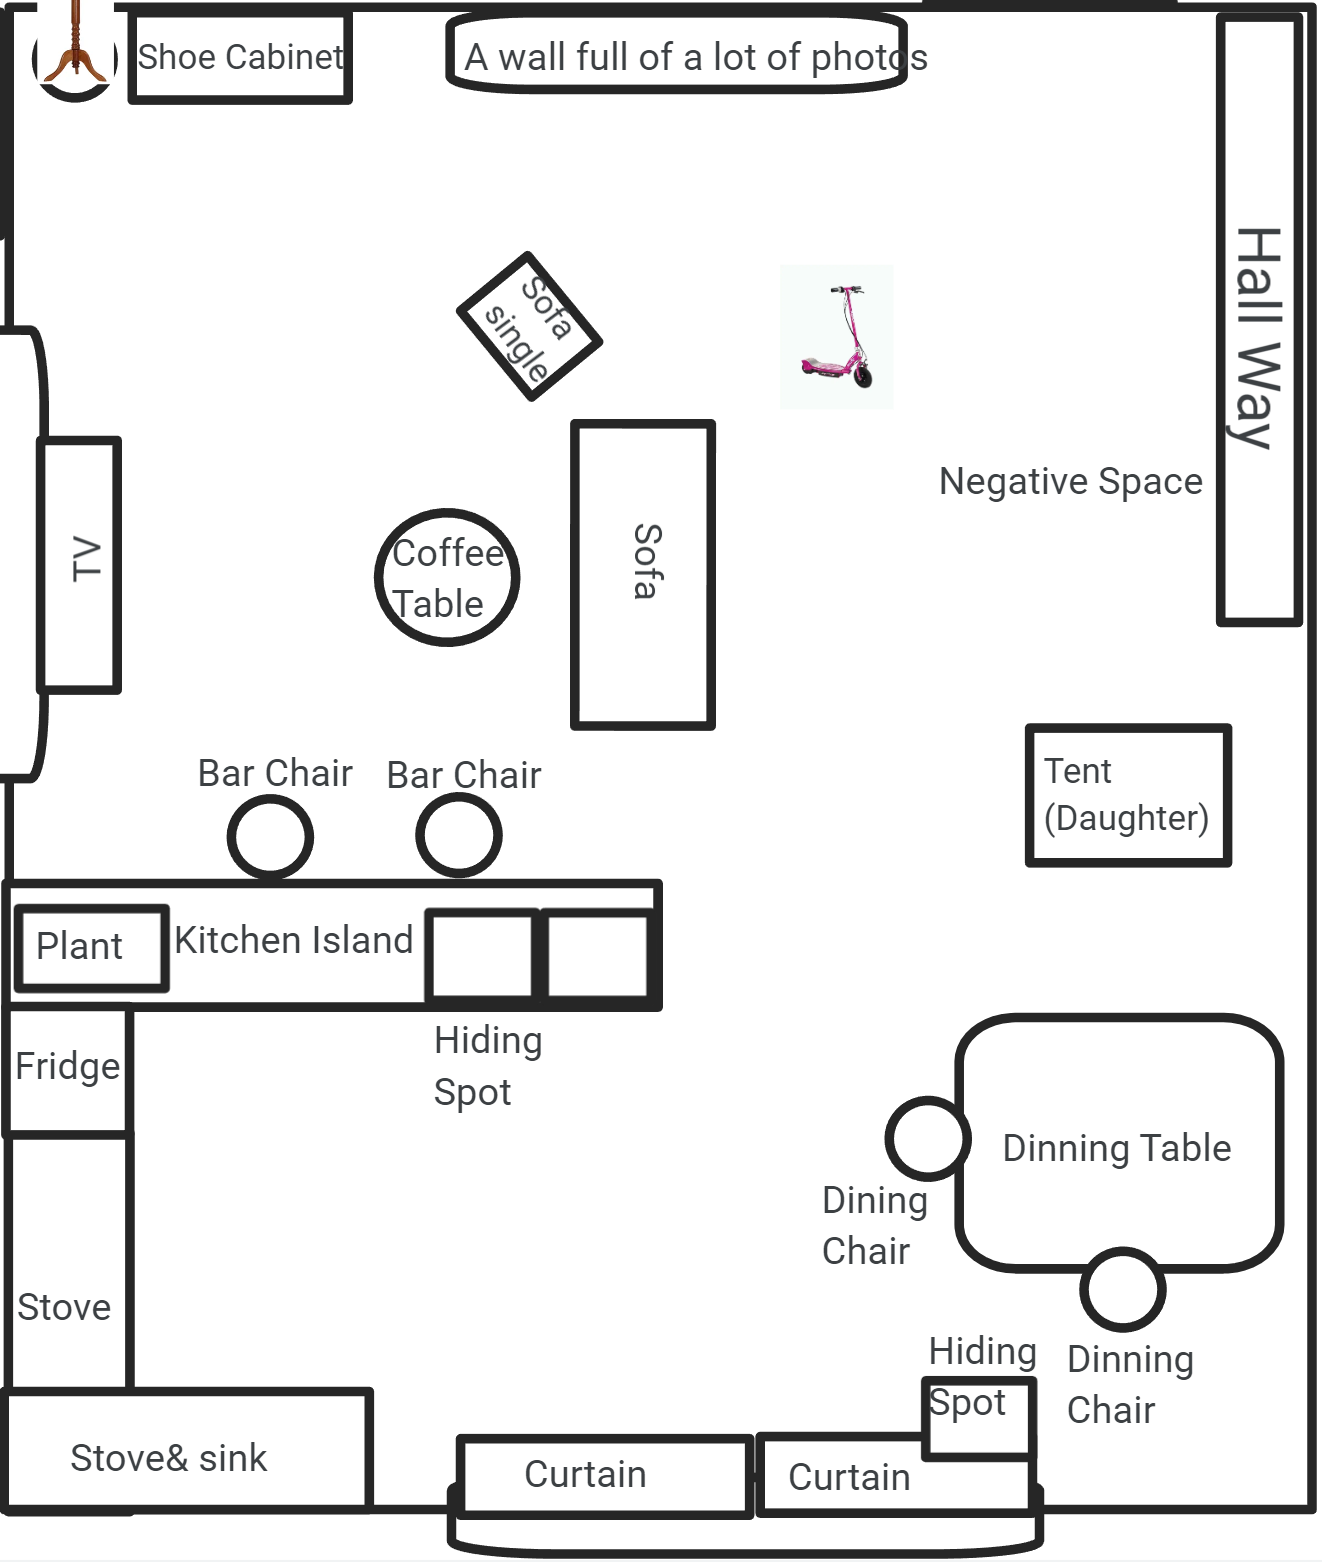 Shoe Cabinet
A wall full of a lot of photos
Hall Way
Sofa
single
Negative Space
TV
Coffee
Table
Sofa
Bar Chair
Bar Chair
Tent
(Daughter)
Plant
Kitchen Island
Hiding
Spot
Fridge
Dinning Table
Dining
Chair
Stove
Hiding
Spot
Dinning
Chair
Stove& sink
Curtain
Curtain